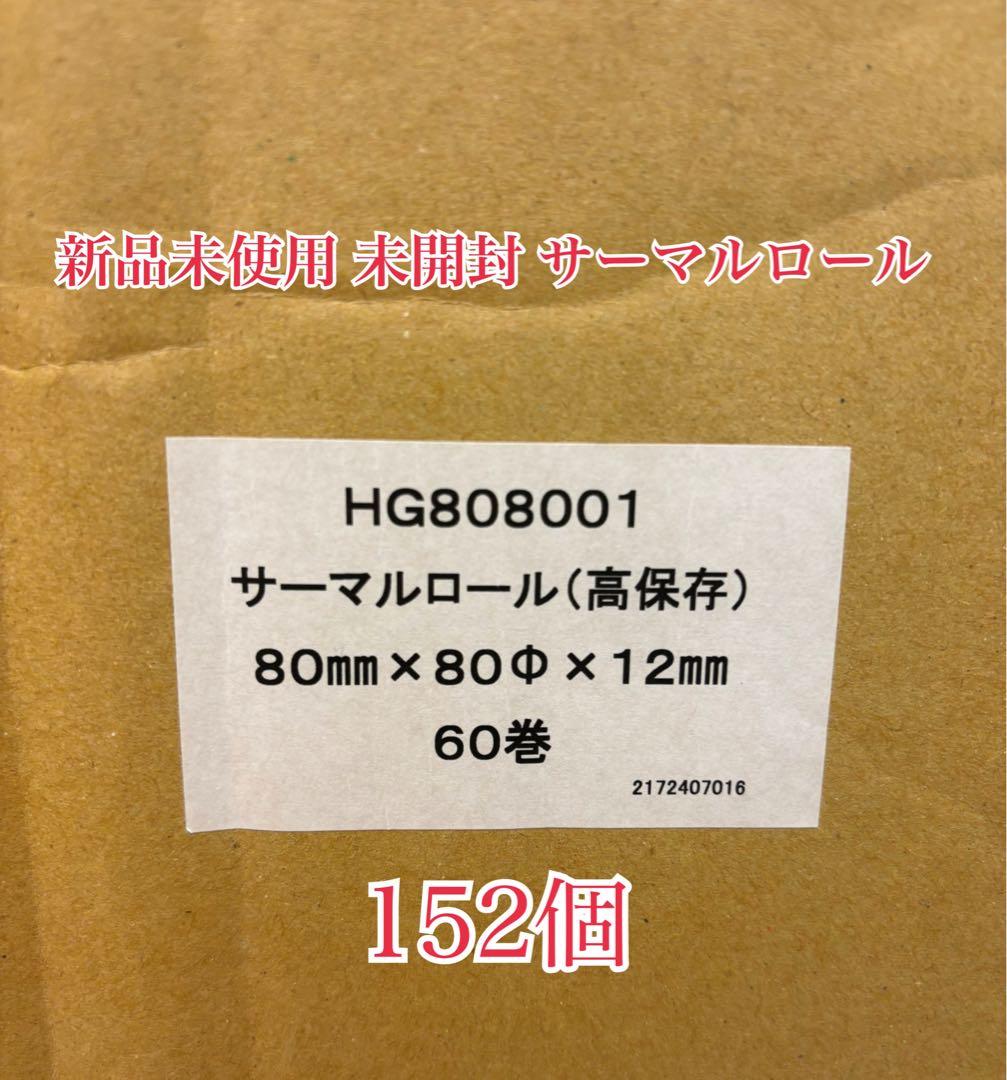 新品未使用 未開封 サーマルロール
HG808001
サーマルロール(高保存)
80㎜×80Φ×12㎜
60巻
2172407016
152個